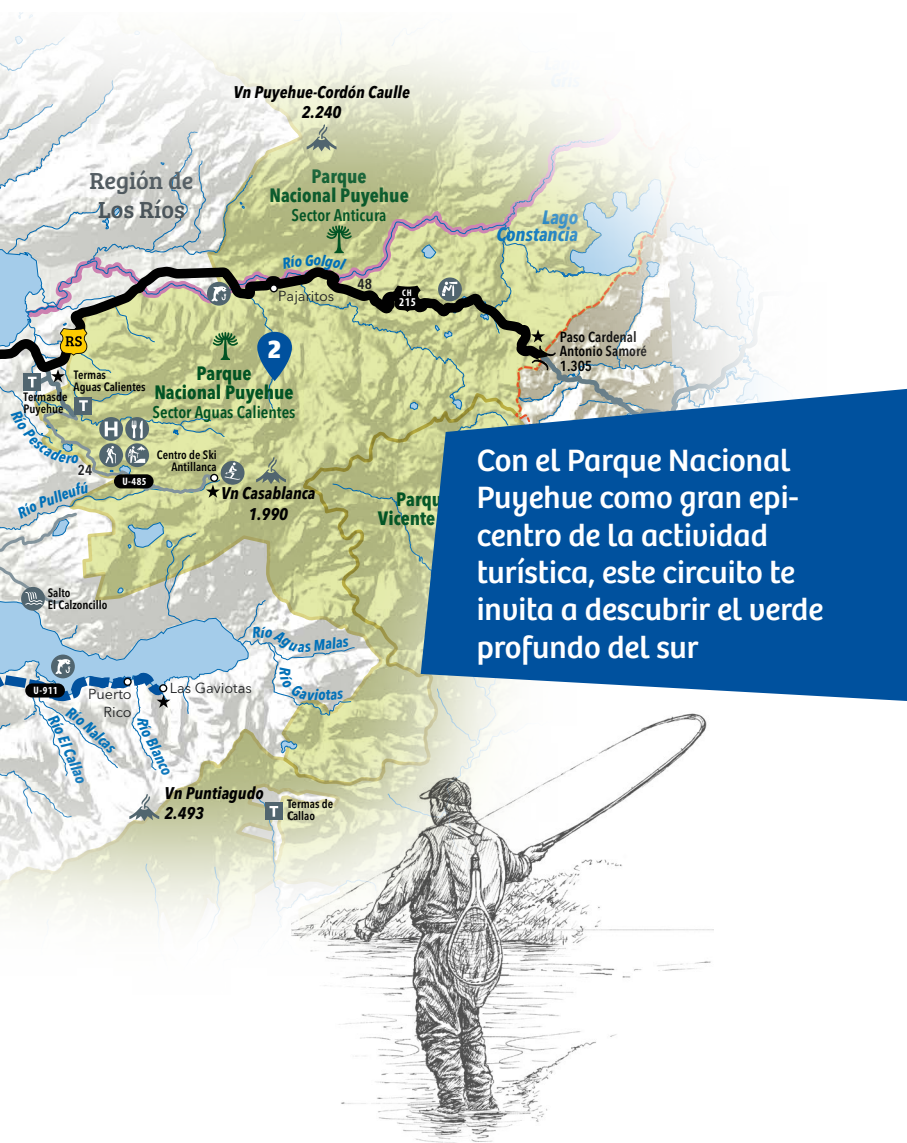 Vn Puyehue-Cordón Caulle
2.240
Región de
Los Ríos
Parque
Nacional Puyehue
Sector Anticura
Lago
Constancia
Río Golgol
Pajaritos
48
CH
215
RS
Paso Cardenal
Antonio Samoré
1.305
2
Parque
Nacional Puyehue
Sector Aguas Calientes
T
Termas
Aguas Calientes
Termas de
Puyehue
T
Río Pescadero
H
24
U-485
Centro de Ski
Antillanca
Río Pulleufú
Vn Casablanca
1.990
Parqu
Vicente
Con el Parque Nacional
Puyehue como gran epi-
centro de la actividad
turística, este circuito te
invita a descubrir el verde
profundo del sur
Salto
El Calzoncillo
Río Aguas Malas
Río Gaviotas
U-911
Puerto
Rico
Las Gaviotas
Río Nalcas
Río El Callao
Río Blanco
Vn Puntiagudo
2.493
T
Termas de
Callao